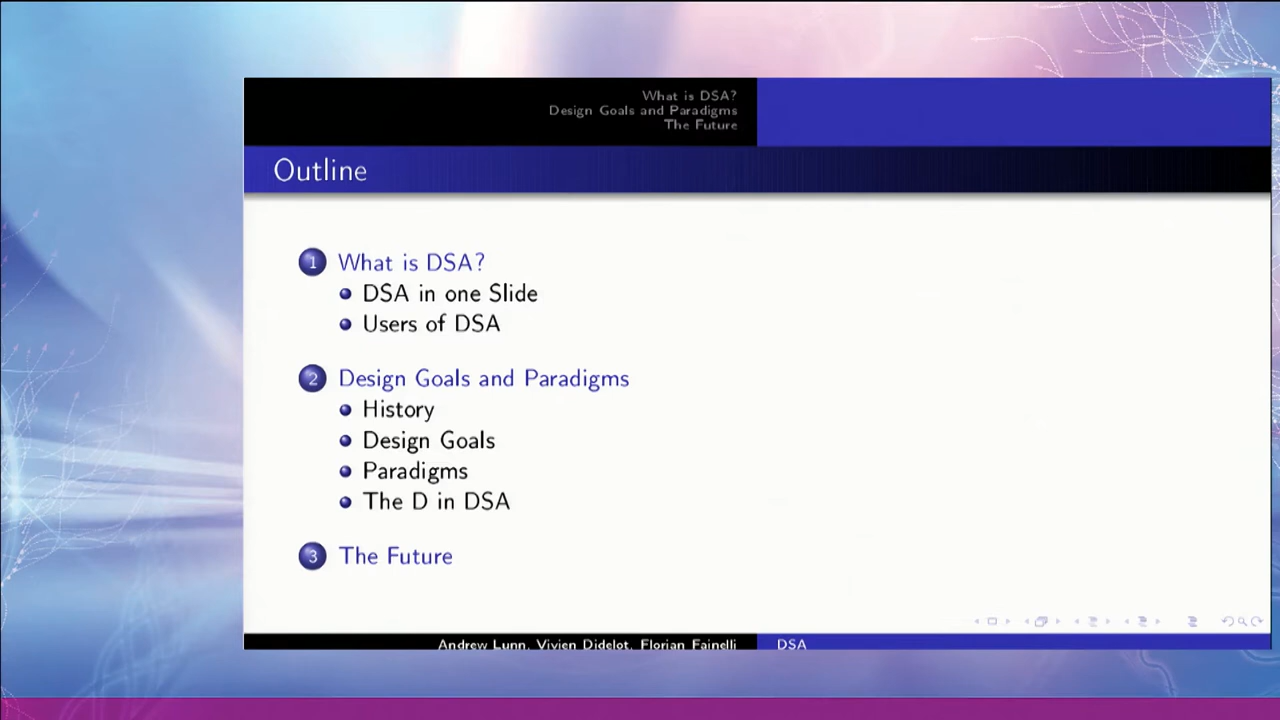 What is DSA?
Design Goals and Paradigms
The Future
Outline
1 What is DSA?
DSA in one Slide
Users of DSA
2 Design Goals and Paradigms
History
Design Goals
Paradigms
The D in DSA
3 The Future
Andrew Lunn, Vivien Didelot, Florian Fainelli
DSA